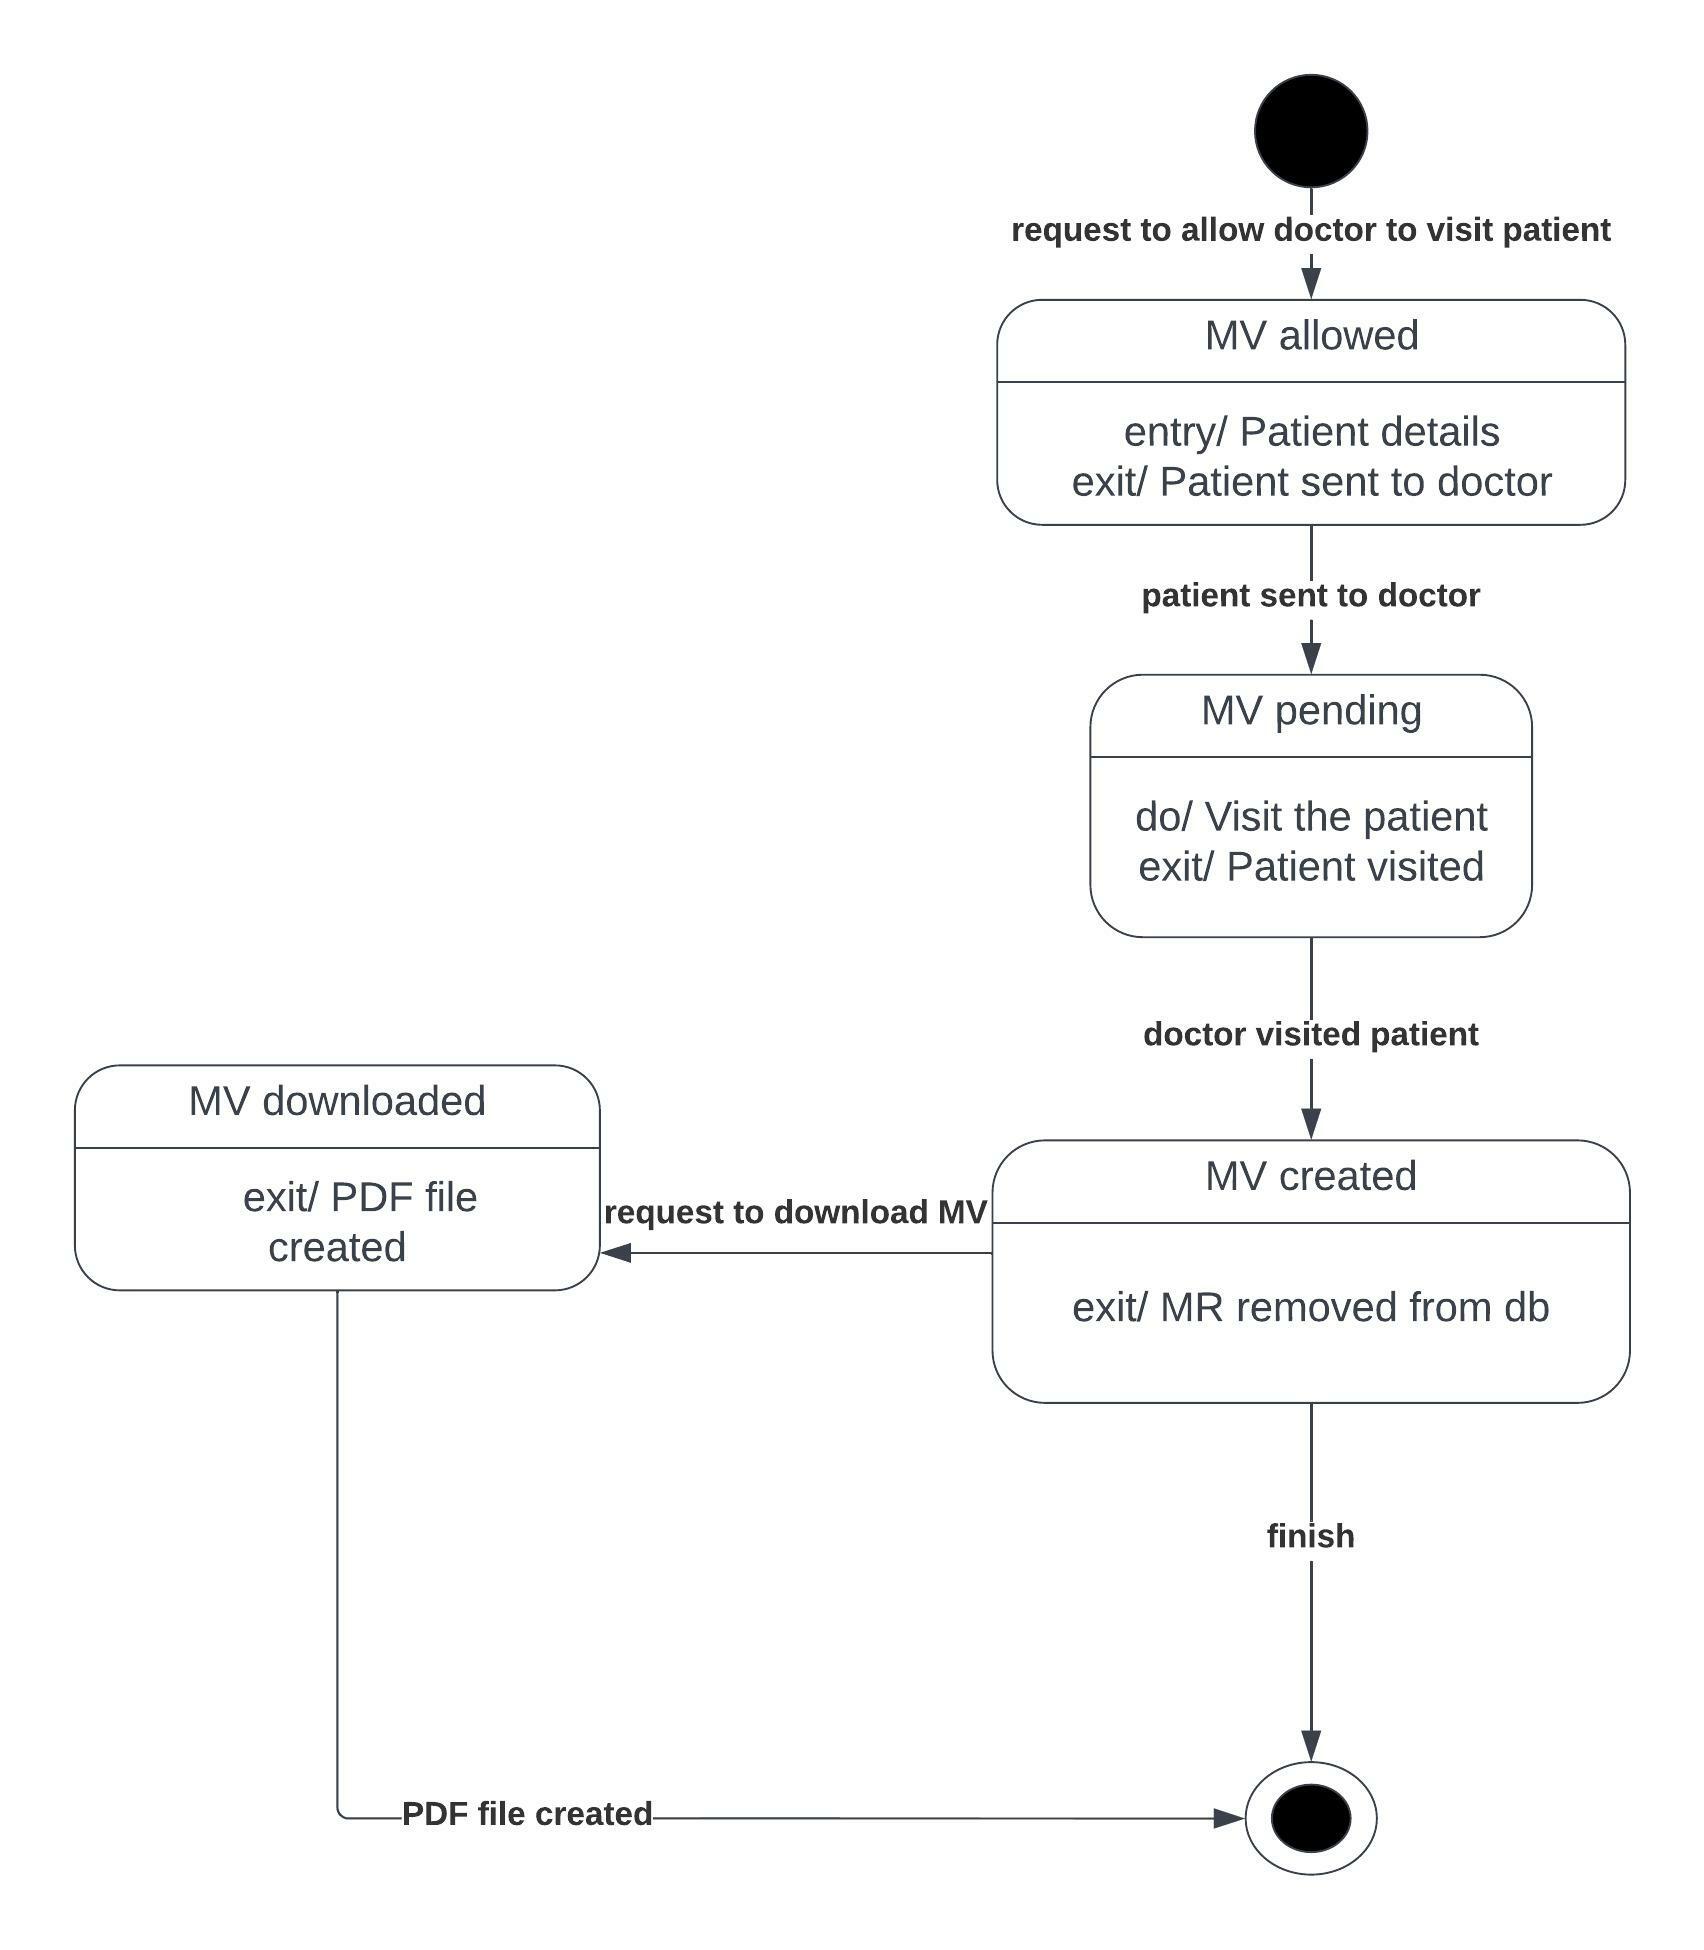 request to allow doctor to visit patient
MV allowed
entry/ Patient details
exit/ Patient sent to doctor
patient sent to doctor
MV pending
do/ Visit the patient
exit/ Patient visited
doctor visited patient
MV created
exit/ MR removed from db
request to download MV
MV downloaded
exit/ PDF file
created
finish
PDF file created